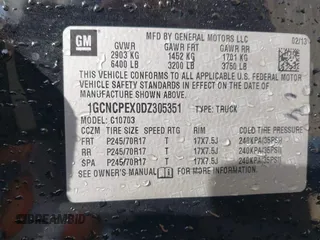 MFD BY GENERAL MOTORS LLC
02/13
GM
GVWR GAWR FRT GAWR RR
2903 KG 1452 KG 1701 KG
6400 LB 3200 LB 3750 LB
THIS VEHICLE CONFORMS TO ALL APPLICABLE U.S. FEDERAL MOTOR
VEHICLE SAFETY STANDARDS IN EFFECT ON THE DATE OF
MANUFACTURE SHOWN ABOVE.
1GCNCPEX0DZ305351 TYPE: TRUCK
MODEL: C10703
CCZM TIRE SIZE SPEED RTG RIM COLD TIRE PRESSURE
FRT P245/70R17 T 17X7.5J 240KPA/35PSI
RR P245/70R17 T 17X7.5J 240KPA/35PSI
SPA P245/70R17 T 17X7.5J 240KPA/35PSI
SEE OWNER'S MANUAL FOR MORE INFORMATION.
DREAMBID